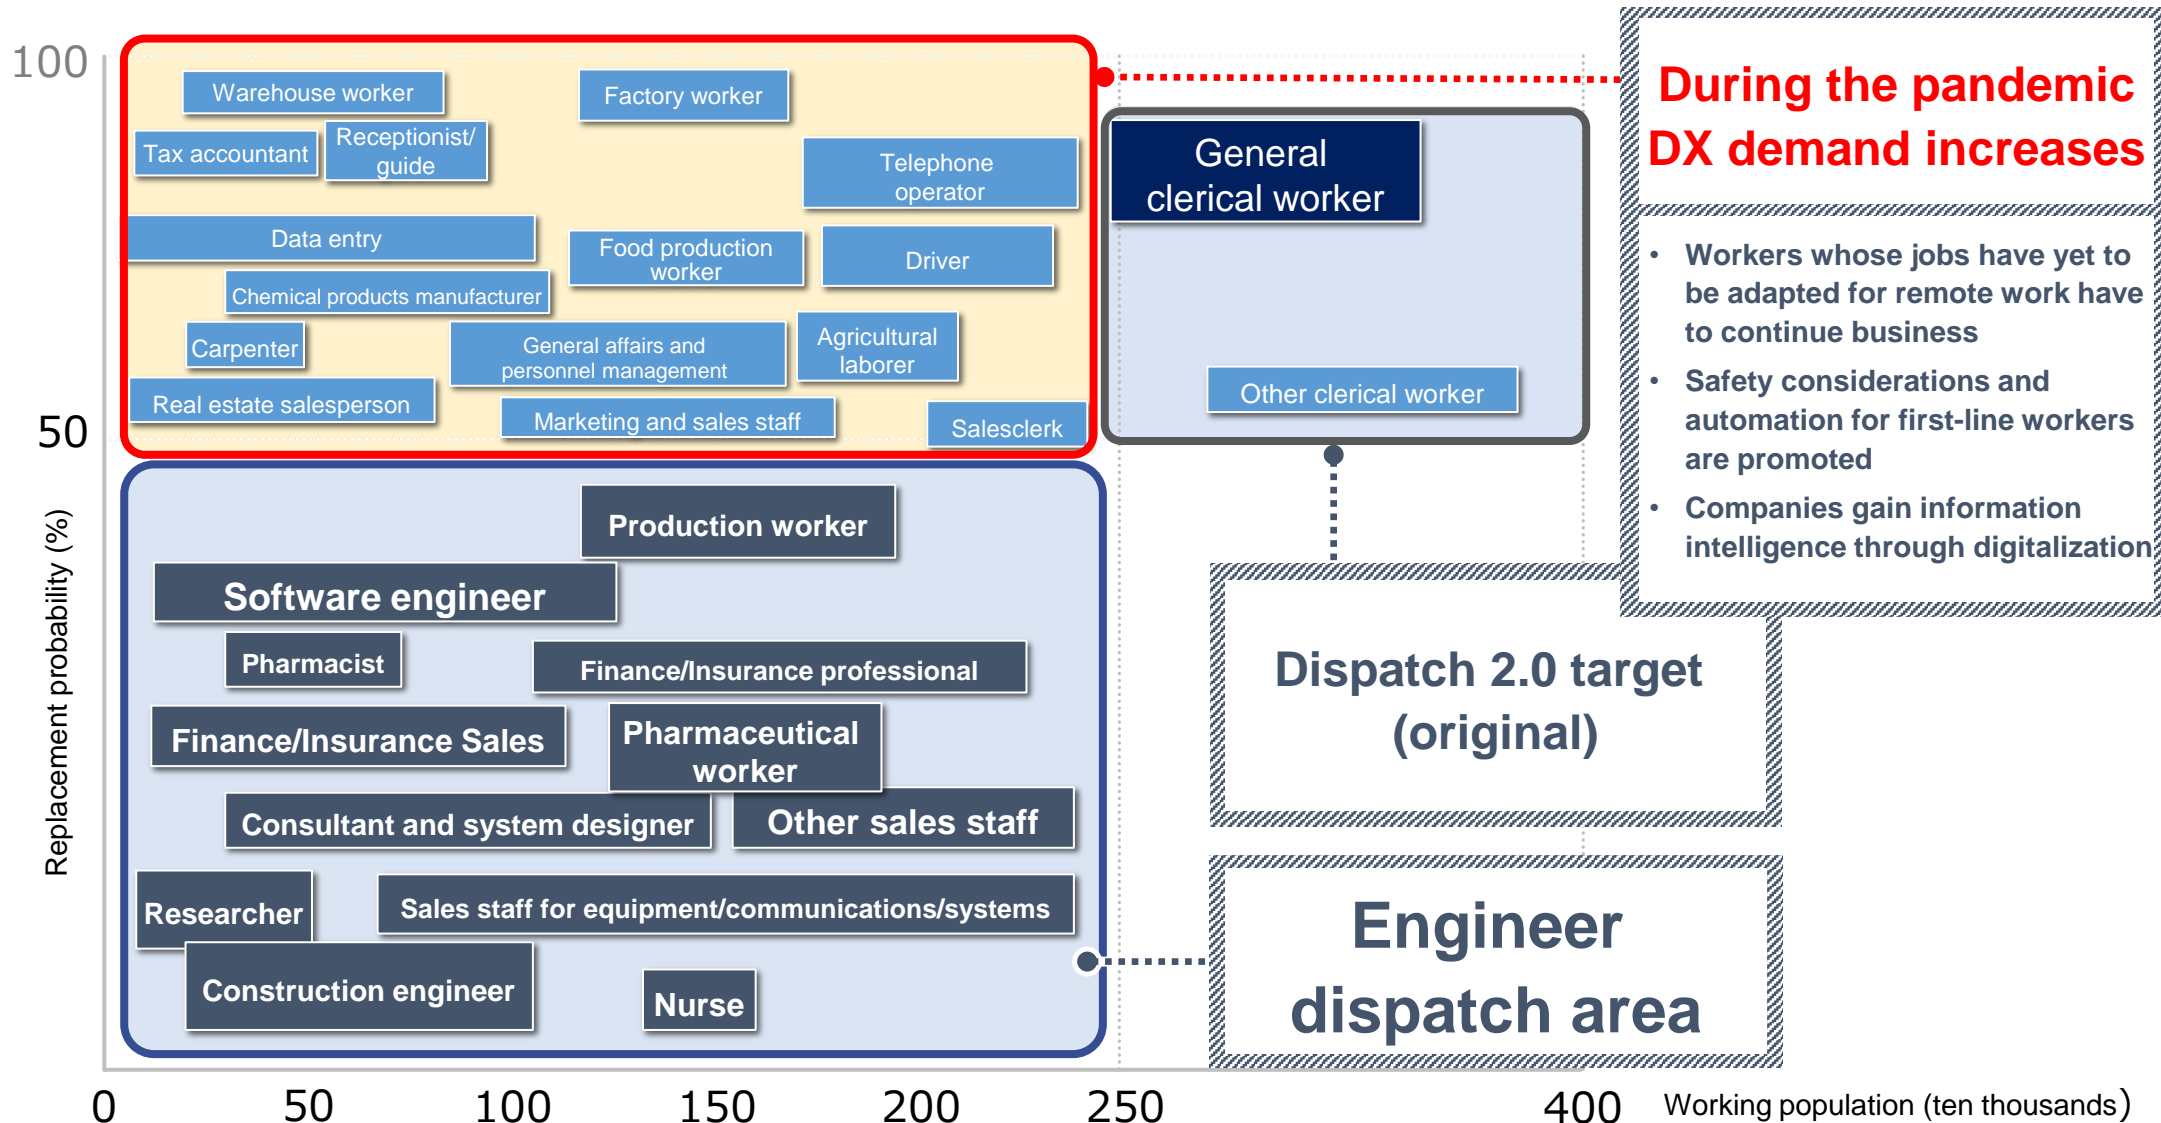 100
50
Replacement probability (%)
Warehouse worker
Factory worker
Tax accountant
Receptionist/
guide
Telephone
operator
Data entry
Food production
worker
Driver
Chemical products manufacturer
Carpenter
General affairs and
personnel management
Agricultural
laborer
Real estate salesperson
Marketing and sales staff
Salesclerk
General
clerical worker
Other clerical worker
During the pandemic
DX demand increases
• Workers whose jobs have yet to
be adapted for remote work have
to continue business
• Safety considerations and
automation for first-line workers
are promoted
• Companies gain information
intelligence through digitalization
Production worker
Software engineer
Pharmacist
Finance/Insurance professional
Finance/Insurance Sales
Pharmaceutical
worker
Consultant and system designer
Other sales staff
Researcher
Sales staff for equipment/communications/systems
Construction engineer
Nurse
Dispatch 2.0 target
(original)
Engineer
dispatch area
0
50
100
150
200
250
400
Working population (ten thousands)